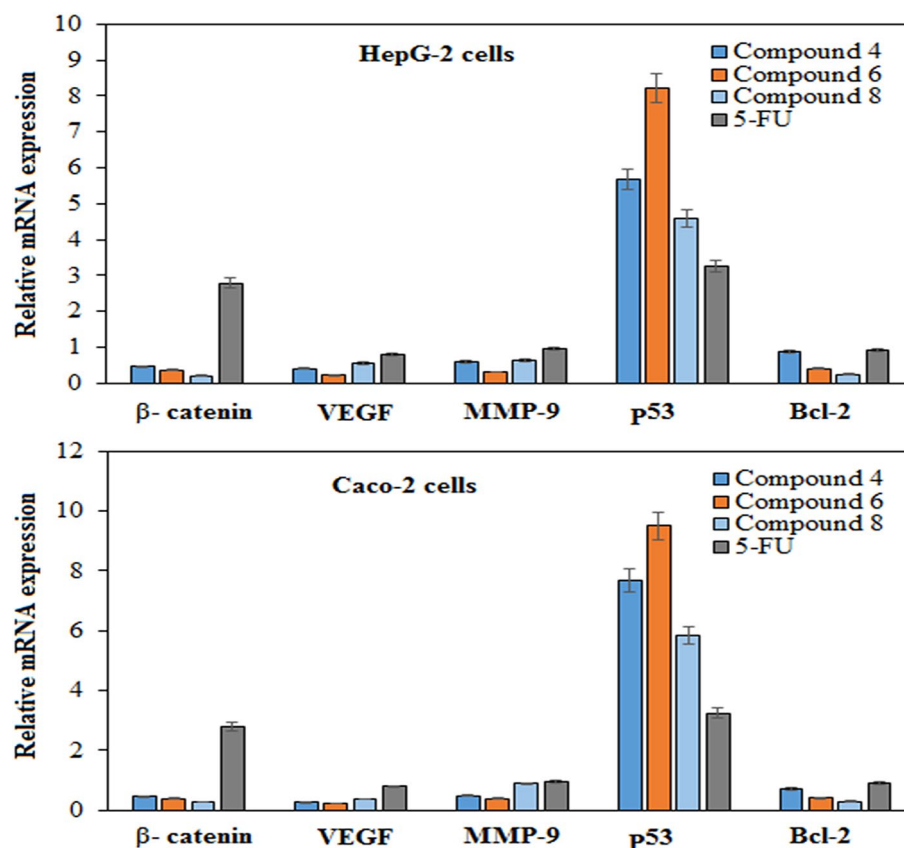 10
9
8
7
6
5
4
3
2
1
0
Relative mRNA expression
HepG-2 cells
Compound 4
Compound 6
Compound 8
5-FU
β- catenin VEGF MMP-9 p53 Bcl-2
12
10
8
6
4
2
0
Relative mRNA expression
Caco-2 cells
Compound 4
Compound 6
Compound 8
5-FU
β- catenin VEGF MMP-9 p53 Bcl-2